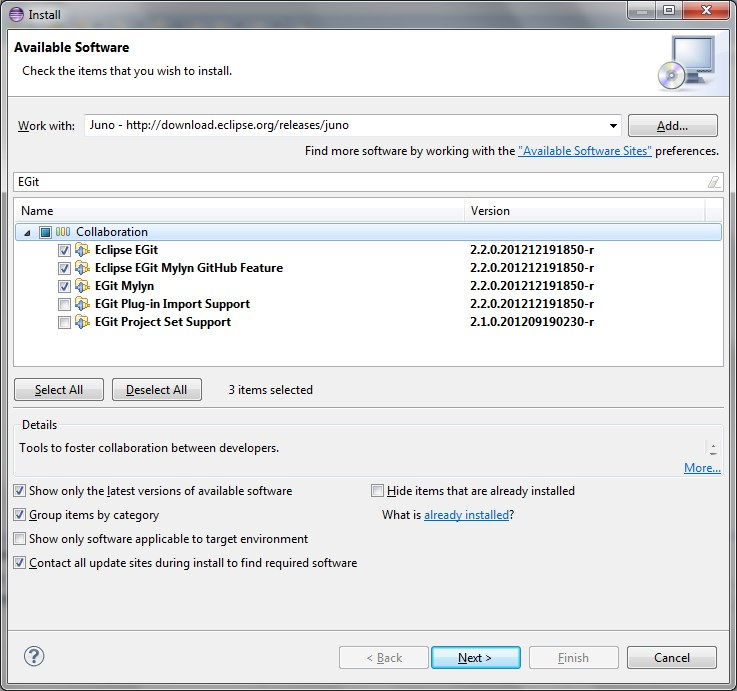 Install
Available Software
Check the items that you wish to install.
Work with: Juno - http://download.eclipse.org/releases/juno Add...
Find more software by working with the "Available Software Sites" preferences.
EGit
Name Version
Collaboration
Eclipse EGit 2.2.0.201212191850-r
Eclipse EGit Mylyn GitHub Feature 2.2.0.201212191850-r
EGit Mylyn 2.2.0.201212191850-r
EGit Plug-in Import Support 2.2.0.201212191850-r
EGit Project Set Support 2.1.0.201209190230-r
Select All Deselect All 3 items selected
Details
Tools to foster collaboration between developers.
More...
Show only the latest versions of available software Hide items that are already installed
Group items by category What is already installed?
Show only software applicable to target environment
Contact all update sites during install to find required software
? < Back Next > Finish Cancel